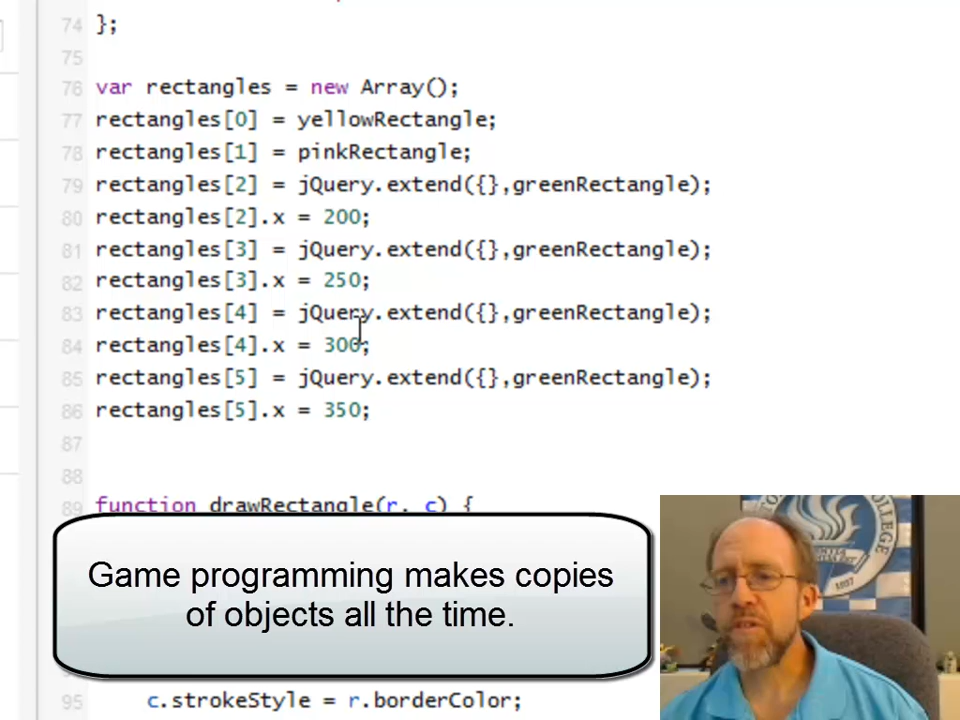 74 };
75
76 var rectangles = new Array();
77 rectangles[0] = yellowRectangle;
78 rectangles[1] = pinkRectangle;
79 rectangles[2] = jQuery.extend({},greenRectangle);
80 rectangles[2].x = 200;
81 rectangles[3] = jQuery.extend({},greenRectangle);
82 rectangles[3].x = 250;
83 rectangles[4] = jQuery.extend({},greenRectangle);
84 rectangles[4].x = 300;
85 rectangles[5] = jQuery.extend({},greenRectangle);
86 rectangles[5].x = 350;
87
88
89 function drawRectangle(r, c) {
Game programming makes copies
of objects all the time.
COLLEGE
1897
95 c.strokeStyle = r.borderColor;